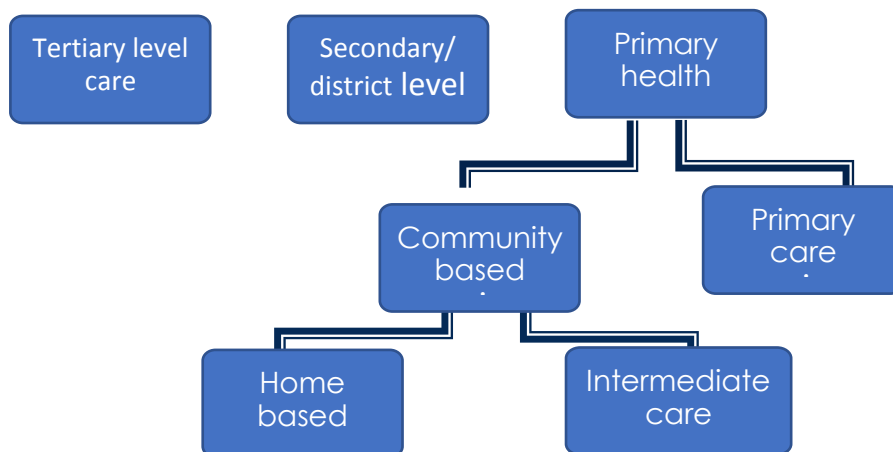 Tertiary level
care
Secondary/
district level
Primary
health
Community
based
Primary
care
Home
based
Intermediate
care